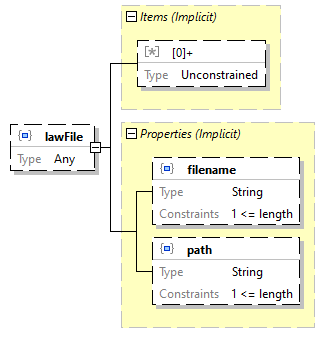 Items (Implicit)
[*] [0]+
Type Unconstrained
lawFile
Type Any
Properties (Implicit)
filename
Type String
Constraints 1 <= length
path
Type String
Constraints 1 <= length